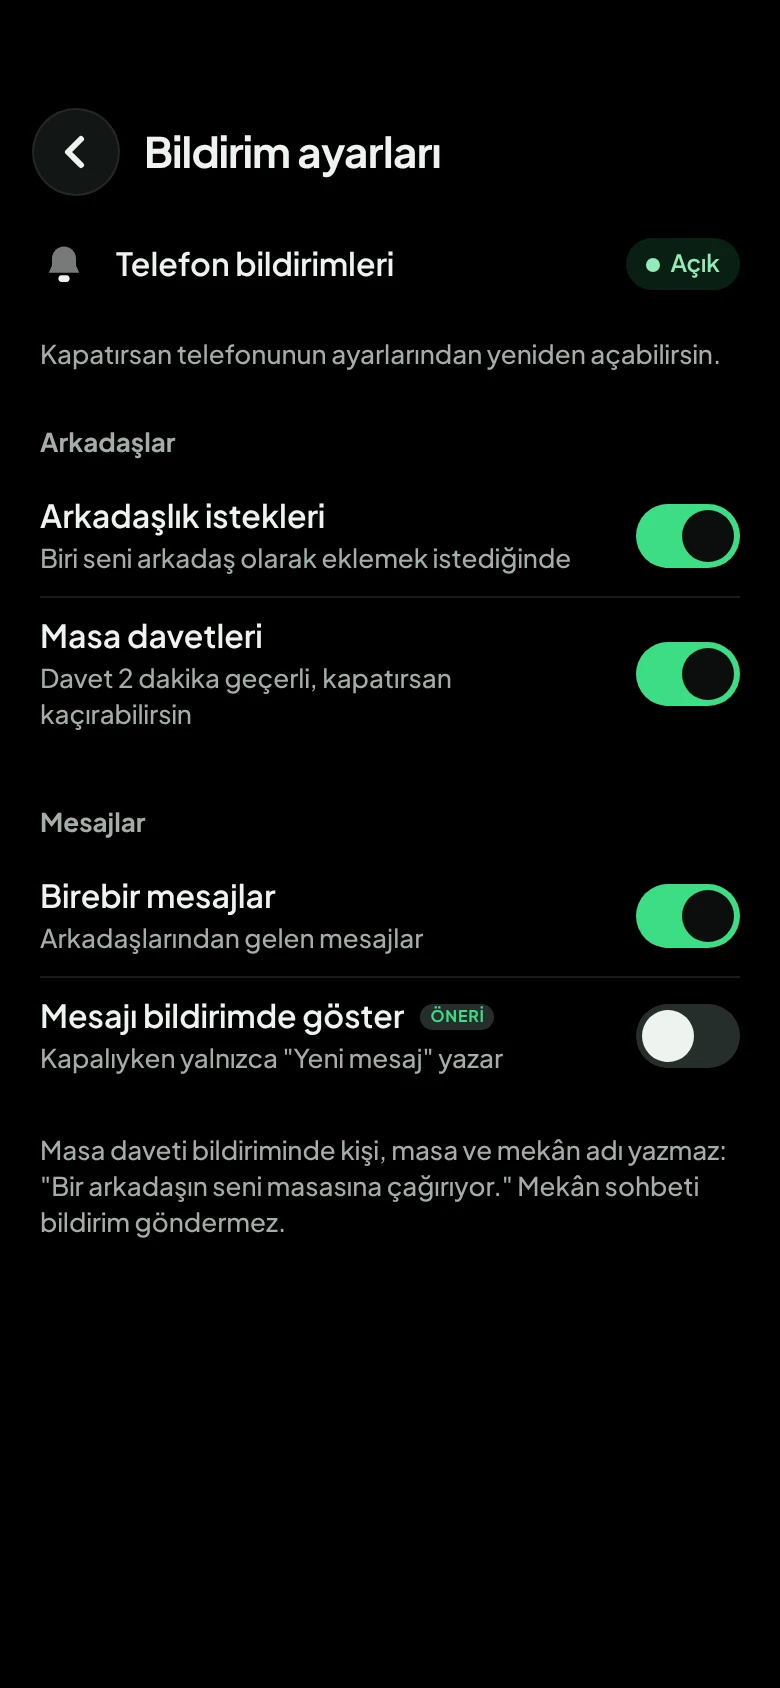 Bildirim ayarları
Telefon bildirimleri
Açık
Kapatırsan telefonunun ayarlarından yeniden açabilirsin.
Arkadaşlar
Arkadaşlık istekleri
Biri seni arkadaş olarak eklemek istediğinde
Masa davetleri
Davet 2 dakika geçerli, kapatırsan
kaçırabilirsin
Mesajlar
Birebir mesajlar
Arkadaşlarından gelen mesajlar
Mesajı bildirimde göster ÖNERİ
Kapalıyken yalnızca "Yeni mesaj" yazar
Masa daveti bildiriminde kişi, masa ve mekân adı yazmaz:
"Bir arkadaşın seni masasına çağırıyor." Mekân sohbeti
bildirim göndermez.